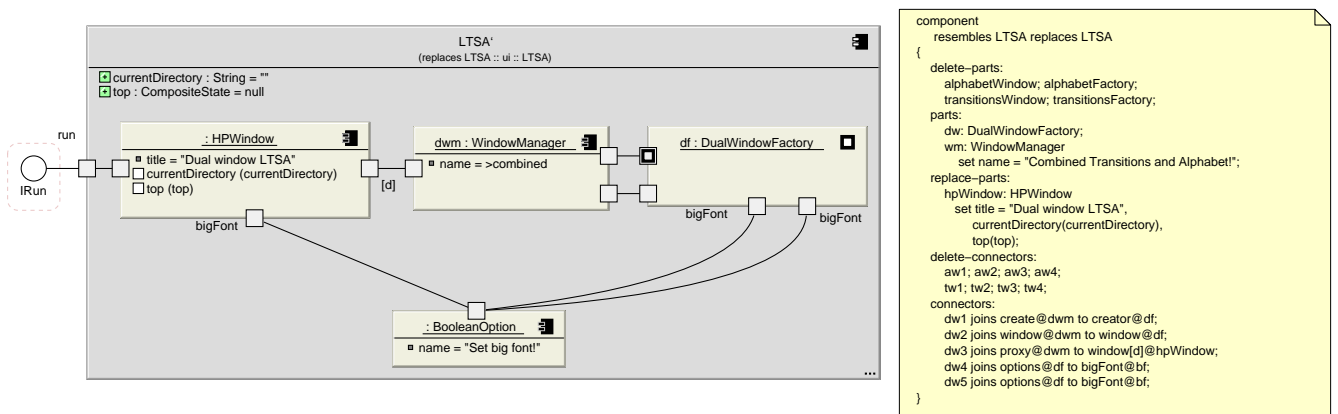 LTSA‘
(replaces LTSA :: ui :: LTSA)
currentDirectory : String = ""
top : CompositeState = null
run
IRun
: HPWindow
title = "Dual window LTSA"
currentDirectory (currentDirectory)
top (top)
[d]
bigFont
dwm : WindowManager
name = >combined
df : DualWindowFactory
bigFont
bigFont
: BooleanOption
name = "Set big font!"
...
component
resembles LTSA replaces LTSA
{
delete−parts:
alphabetWindow; alphabetFactory;
transitionsWindow; transitionsFactory;
parts:
dw: DualWindowFactory;
wm: WindowManager
set name = "Combined Transitions and Alphabet!";
replace−parts:
hpWindow: HPWindow
set title = "Dual window LTSA",
currentDirectory(currentDirectory),
top(top);
delete−connectors:
aw1; aw2; aw3; aw4;
tw1; tw2; tw3; tw4;
connectors:
dw1 joins create@dwm to creator@df;
dw2 joins window@dwm to window@df;
dw3 joins proxy@dwm to window[d]@hpWindow;
dw4 joins options@df to bigFont@bf;
dw5 joins options@df to bigFont@bf;
}